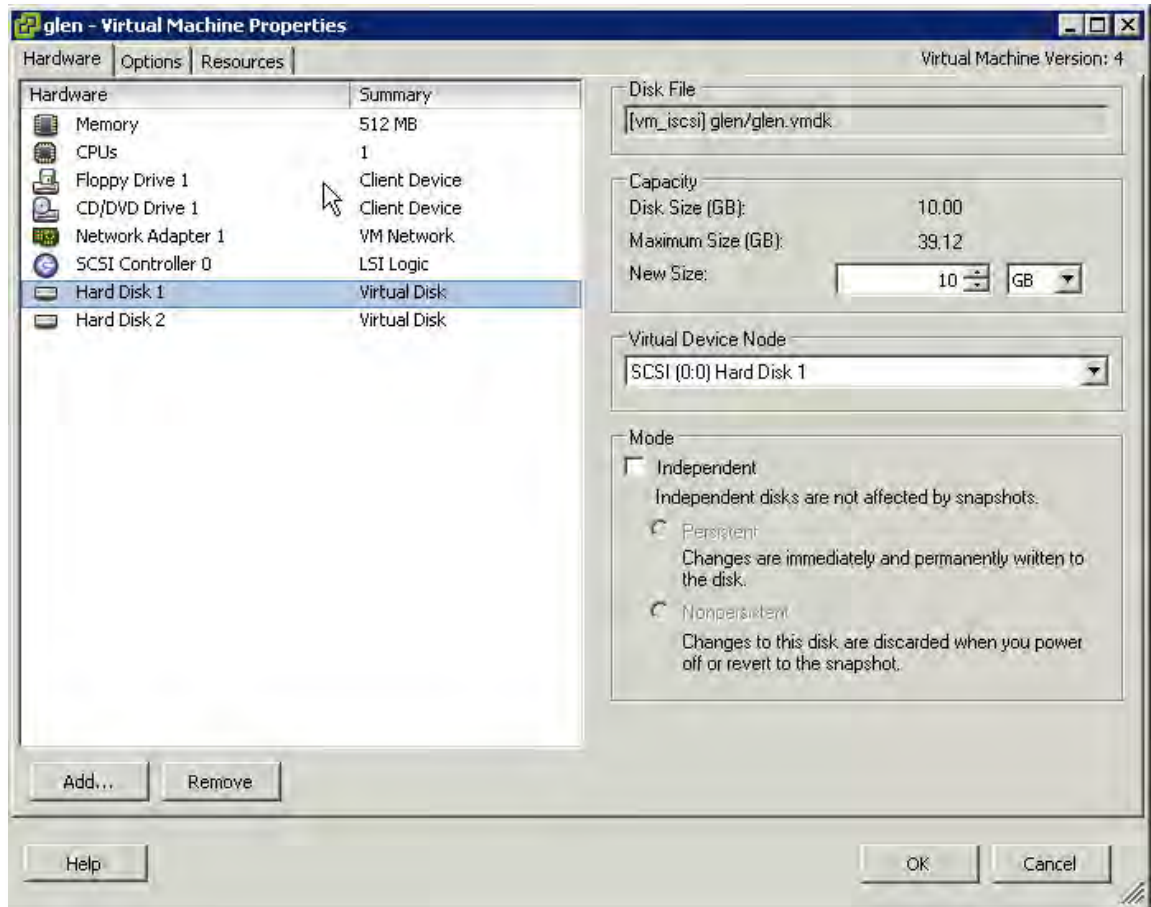 glen - Virtual Machine Properties
Hardware Options Resources Virtual Machine Version: 4
Hardware Summary
Memory 512 MB
CPUs 1
Floppy Drive 1 Client Device
CD/DVD Drive 1 Client Device
Network Adapter 1 VM Network
SCSI Controller 0 LSI Logic
Hard Disk 1 Virtual Disk
Hard Disk 2 Virtual Disk
Add... Remove
Disk File
[vm_iscsi] glen/glen.vmdk
Capacity
Disk Size (GB): 10.00
Maximum Size (GB): 39.12
New Size: 10 GB
Virtual Device Node
SCSI (0:0) Hard Disk 1
Mode
Independent
Independent disks are not affected by snapshots.
Persistent
Changes are immediately and permanently written to
the disk.
Nonpersistent
Changes to this disk are discarded when you power
off or revert to the snapshot.
Help OK Cancel